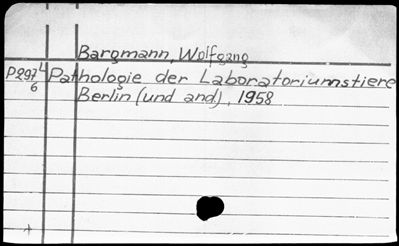 Bargmann, Wolfgang
P297 L Pathologie der Laboratoriumstiere
6 Berlin (und and.), 1958
+